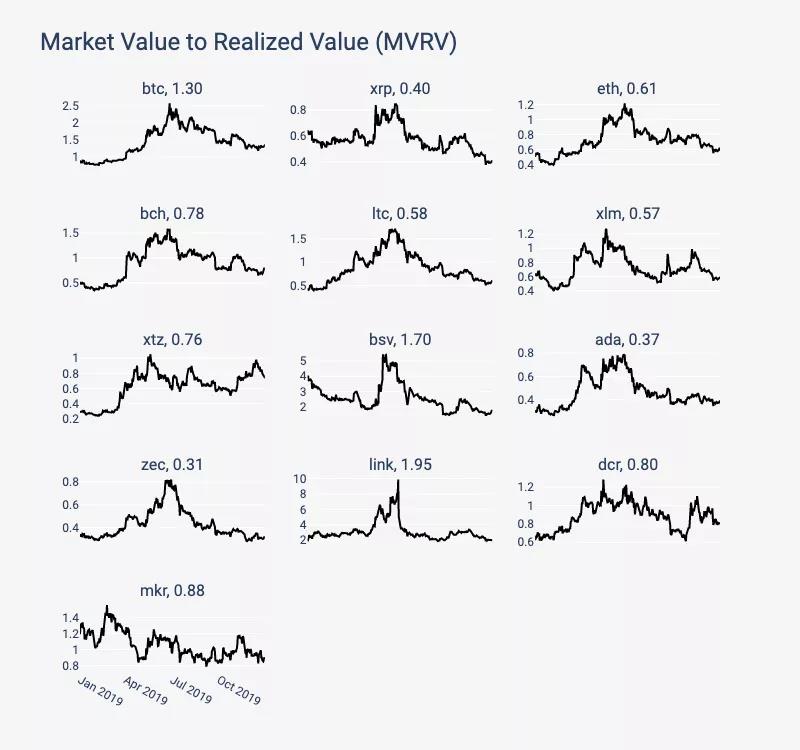 Market Value to Realized Value (MVRV)
btc, 1.30
2.5
2
1.5
1
xrp, 0.40
0.8
0.6
0.4
eth, 0.61
1.2
1
0.8
0.6
0.4
bch, 0.78
1.5
1
0.5
ltc, 0.58
1.5
1
0.5
xlm, 0.57
1.2
1
0.8
0.6
0.4
xtz, 0.76
1
0.8
0.6
0.4
0.2
bsv, 1.70
5
4
3
2
ada, 0.37
0.8
0.6
0.4
zec, 0.31
0.8
0.6
0.4
link, 1.95
10
8
6
4
2
dcr, 0.80
1.2
1
0.8
0.6
mkr, 0.88
1.4
1.2
1
0.8
Jan 2019
Apr 2019
Jul 2019
Oct 2019